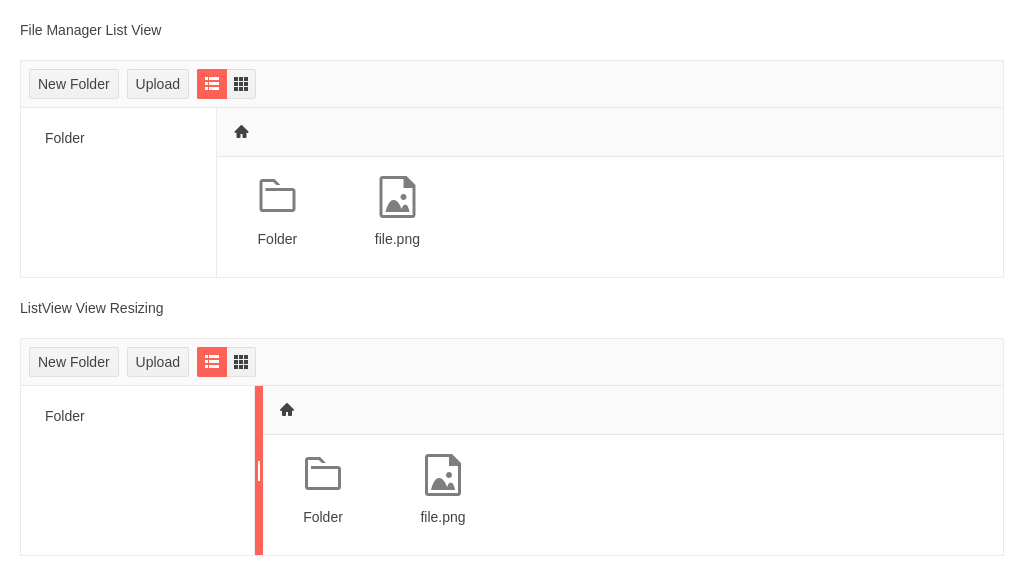 File Manager List View
New Folder Upload
Folder
Folder file.png
ListView View Resizing
New Folder Upload
Folder
Folder file.png